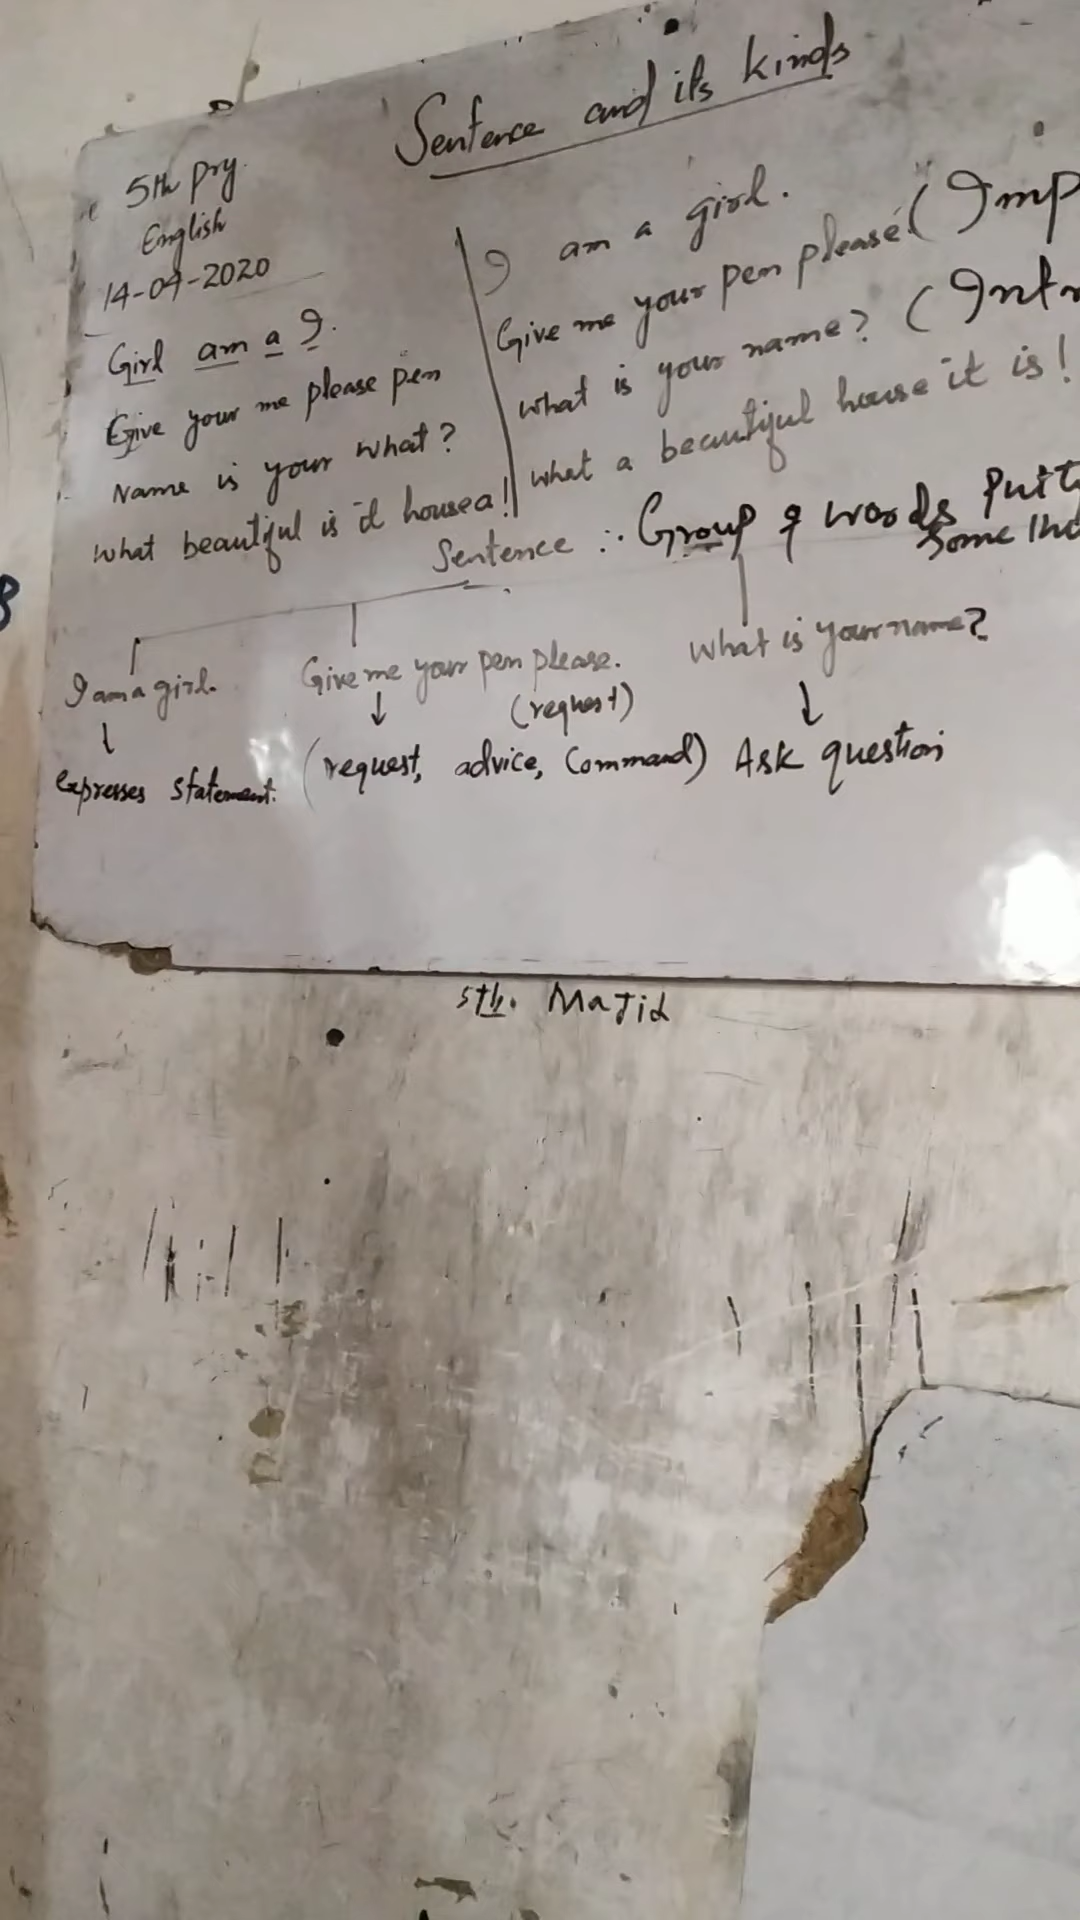 Sentence and its kinds
5th pry.
English
14-04-2020
Girl am a I.
Give your me please pen
Name is your what?
what beautiful is it house a!
I am a girl.
Give me your pen please. (Imp
what is your name? (Intr
what a beautiful house it is!
Sentence :. Group of words
some
I am a girl.
↓
expresses statement.
Give me your pen please.
(request)
↓
(request, advice, Command)
What is your name?
↓
Ask question
5th. Majid